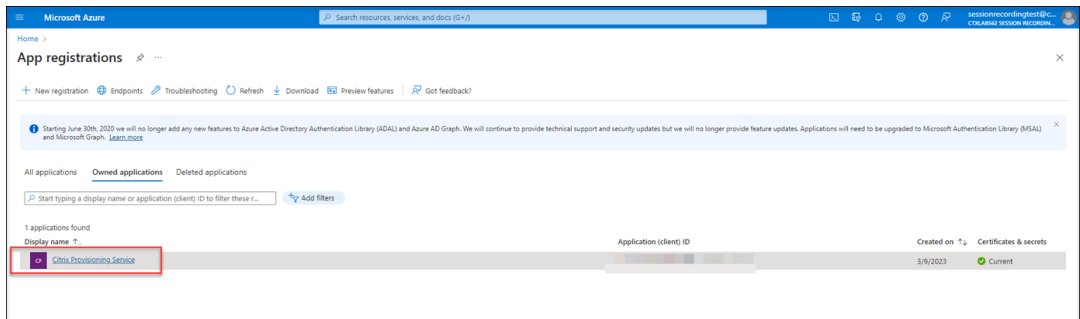 Microsoft Azure
Search resources, services, and docs (G+/)
sessionrecordingtest@c...
CTXLAB562 SESSION RECORDIN...
Home >
App registrations
New registration Endpoints Troubleshooting Refresh Download Preview features Got feedback?
Starting June 30th, 2020 we will no longer add any new features to Azure Active Directory Authentication Library (ADAL) and Azure AD Graph. We will continue to provide technical support and security updates but we will no longer provide feature updates. Applications will need to be upgraded to Microsoft Authentication Library (MSAL)
and Microsoft Graph. Learn more
All applications Owned applications Deleted applications
Start typing a display name or application (client) ID to filter these r...
Add filters
1 applications found
Display name Application (client) ID Created on Certificates & secrets
CP Citrix Provisioning Service 3/9/2023 Current